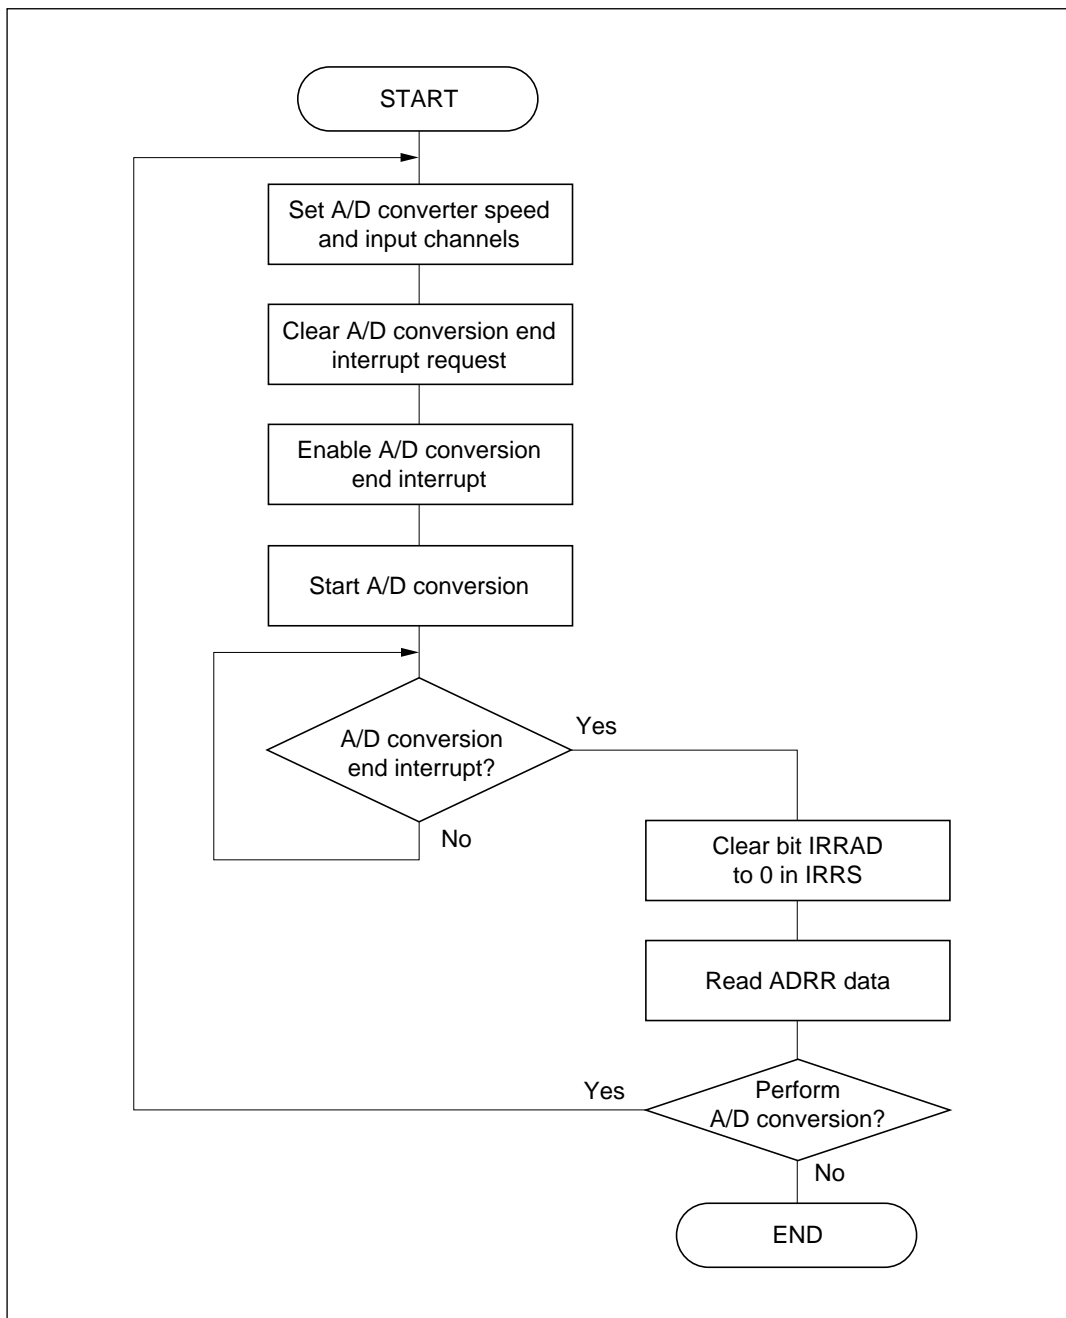 START
Set A/D converter speed
and input channels
Clear A/D conversion end
interrupt request
Enable A/D conversion
end interrupt
Start A/D conversion
A/D conversion
end interrupt?
Yes
No
Clear bit IRRAD
to 0 in IRRS
Read ADRR data
Perform
A/D conversion?
Yes
No
END